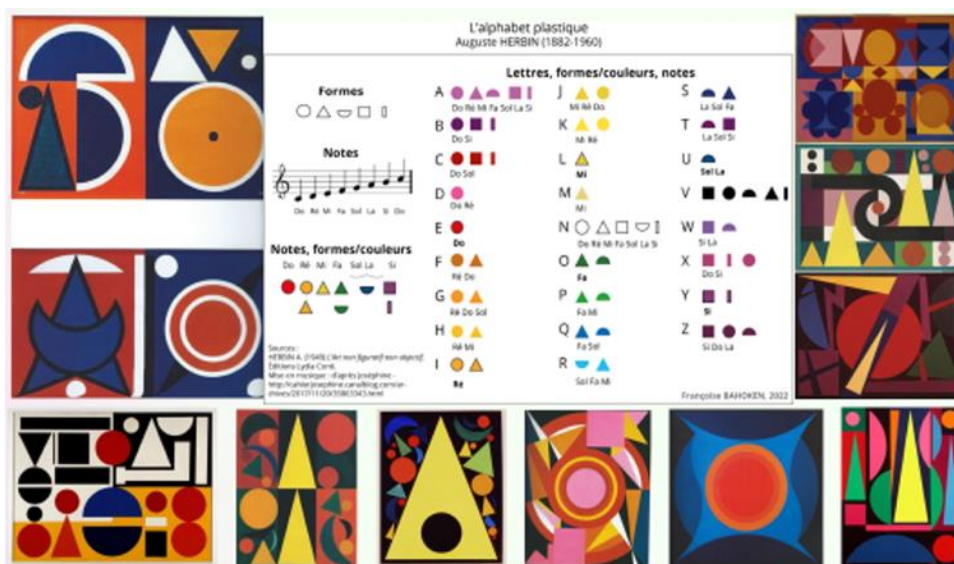 L'alphabet plastique
Auguste HERBIN (1882-1960)
Formes
Notes
Do Ré Mi Fa Sol La Si Do
Notes, formes/couleurs
Do Ré Mi Fa Sol La Si
Sources:
HERBIN A. (1949) L'Art non figuratif non objectif.
Éditions Lydia Conti.
Mise en musique : d'après Joséphine -
Lettres, formes/couleurs, notes
A
Do Ré Mi Fa Sol La Si
B
Do Si
C
Do Sol
D
Do Ré
E
Do
F
Ré Do
G
Ré Do Sol
H
Ré Mi
I
Ré
J
Mi Ré Do
K
Mi Ré
L
Mi
M
Mi
N
Do Ré Mi Fa Sol La Si
O
Fa
P
Fa Mi
Q
Fa Sol
R
Sol Fa Mi
S
La Sol Fa
T
La Sol Si
U
Sol La
V
W
Si La
X
Do Si
Y
Si
Z
Si Do La
Françoise BAHOKEN, 2022